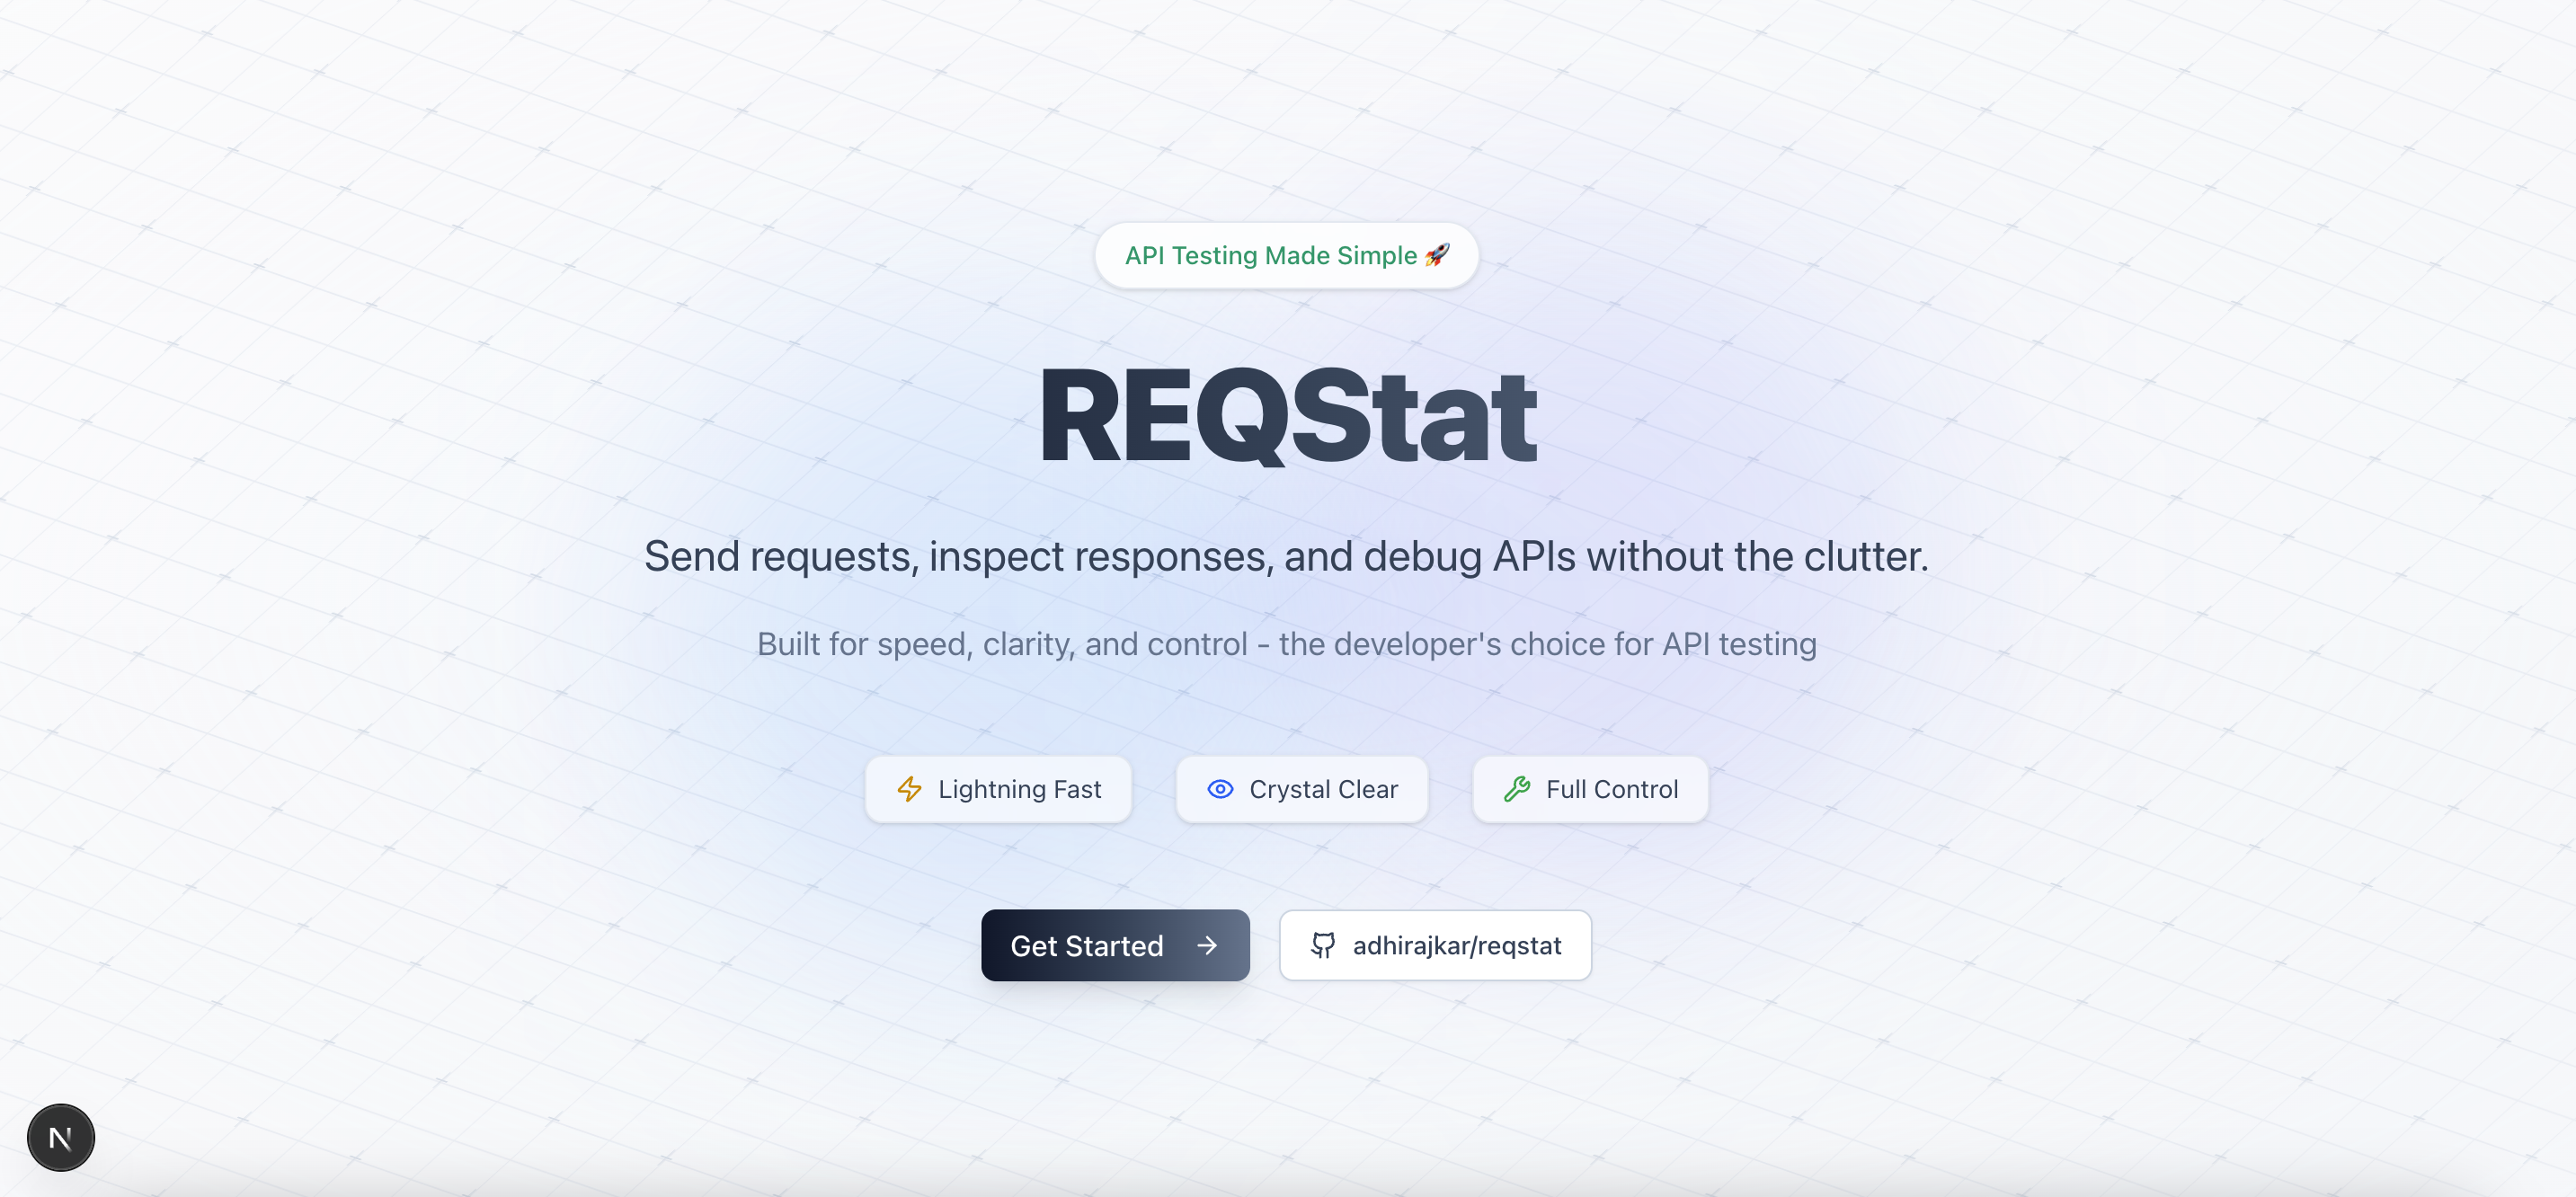 API Testing Made Simple 🚀
REQStat
Send requests, inspect responses, and debug APIs without the clutter.
Built for speed, clarity, and control - the developer's choice for API testing
Lightning Fast
Crystal Clear
Full Control
Get Started →
adhirajkar/reqstat
N